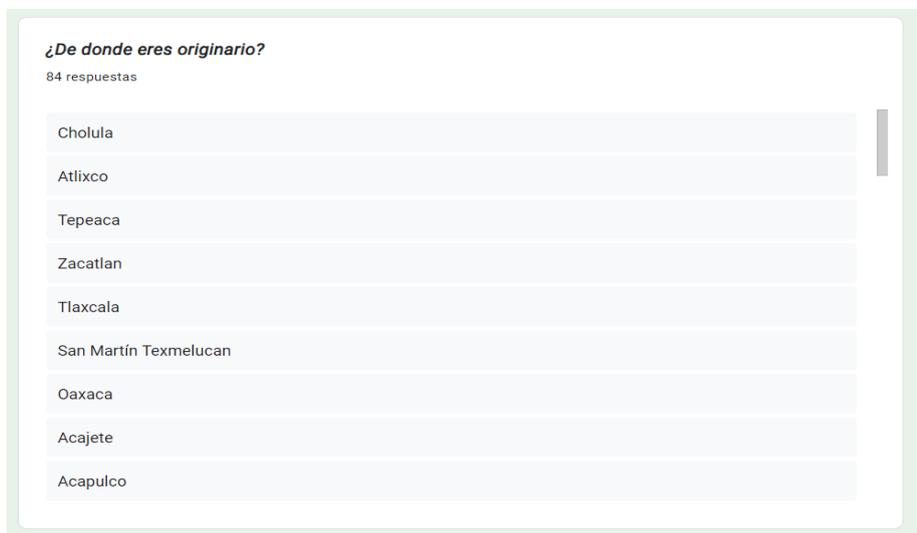 ¿De donde eres originario?
84 respuestas
Cholula
Atlixco
Tepeaca
Zacatlan
Tlaxcala
San Martín Texmelucan
Oaxaca
Acajete
Acapulco